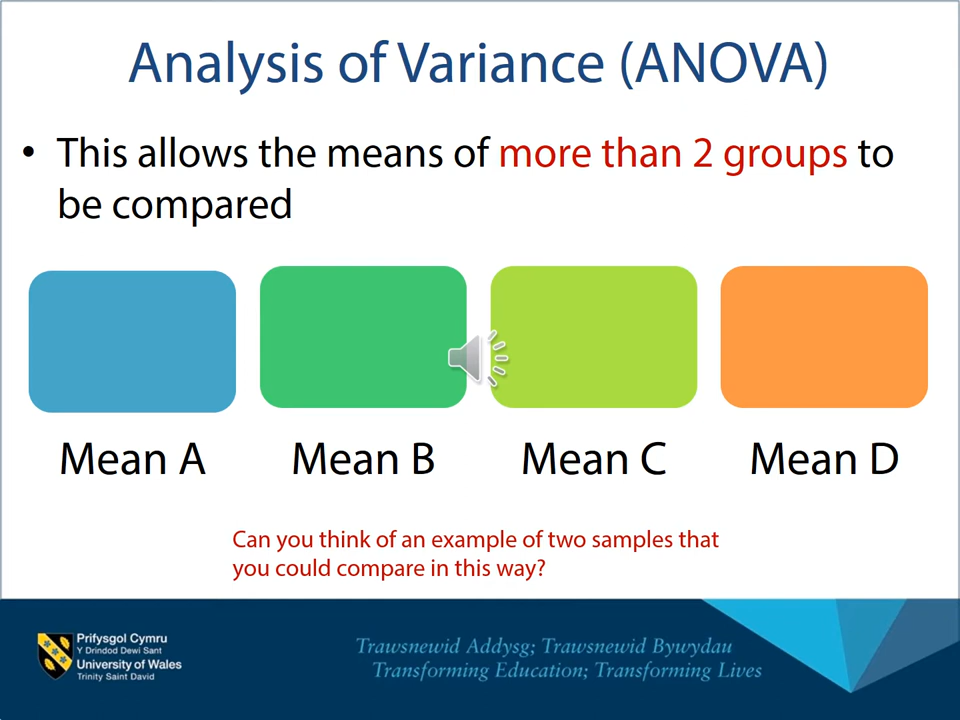 Analysis of Variance (ANOVA)
• This allows the means of more than 2 groups to
be compared
Mean A
Mean B
Mean C
Mean D
Can you think of an example of two samples that
you could compare in this way?
Prifysgol Cymru
Y Drindod Dewi Sant
University of Wales
Trinity Saint David
Trawsnewid Addysg; Trawsnewid Bywydau
Transforming Education; Transforming Lives